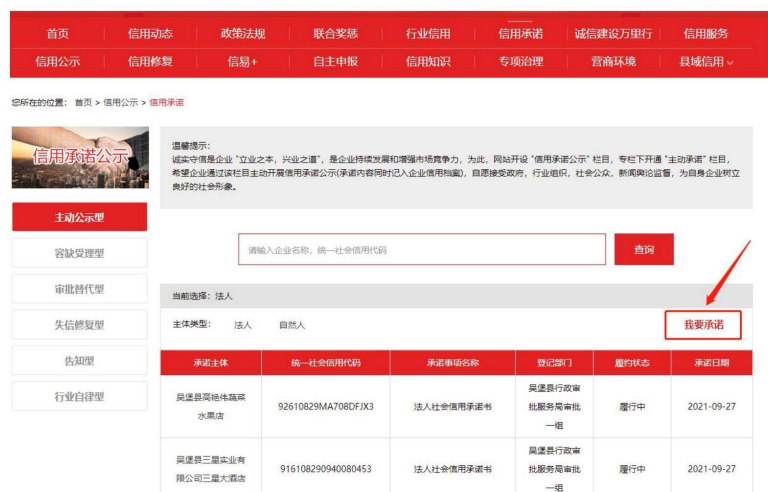 首页 信用动态 政策法规 联合奖惩 行业信用 信用承诺 诚信建设万里行 信用服务
信用公示 信用修复 信易+ 自主申报 信用知识 专项治理 营商环境 县域信用
您所在的位置： 首页 > 信用公示 > 信用承诺
信用承诺公示
温馨提示：
诚实守信是企业“立业之本，兴业之道”，是企业持续发展和增强市场竞争力，为此，网站开设“信用承诺公示”栏目，专栏下开通“主动承诺”栏目，
希望企业通过该栏目主动开展信用承诺公示(承诺内容同时记入企业信用档案)，自愿接受政府，行业组织，社会公众，新闻舆论监督，为自身企业树立
良好的社会形象。
主动公示型
容缺受理型
审批替代型
失信修复型
告知型
行业自律型
请输入企业名称，统一社会信用代码
查询
当前选择：法人
主体类型： 法人 自然人
我要承诺
承诺主体 统一社会信用代码 承诺事项名称 登记部门 履约状态 承诺日期
吴堡县高艳伟蔬菜
水果店
92610829MA708DFJX3
法人社会信用承诺书
吴堡县行政审
批服务局审批
一组
履行中
2021-09-27
吴堡县三星实业有
限公司三星大酒店
916108290940080453
法人社会信用承诺书
吴堡县行政审
批服务局审批
一组
履行中
2021-09-27